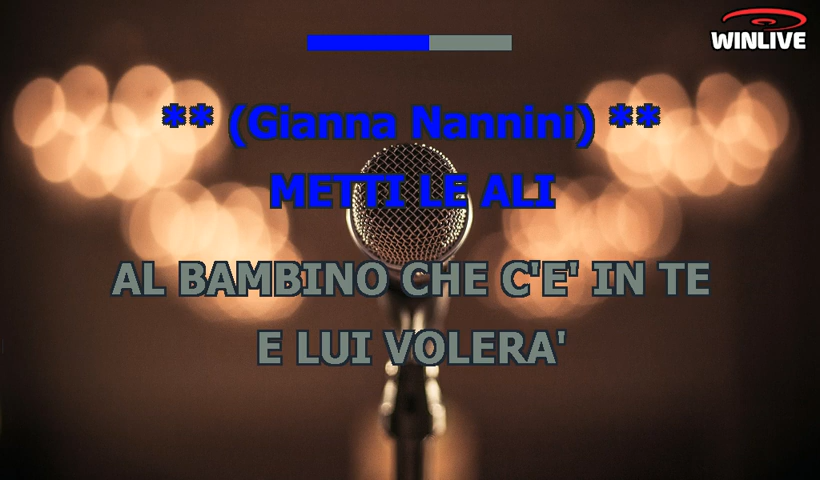 WINLIVE
** (Gianna Nannini) **
METTI LE ALI
AL BAMBINO CHE C'E' IN TE
E LUI VOLERA'